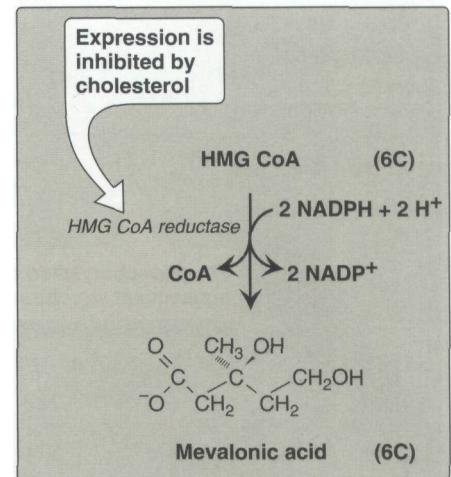 Expression is
inhibited by
cholesterol
HMG CoA (6C)
2 NADPH + 2 H⁺
HMG CoA reductase
CoA 2 NADP⁺
O CH₃ OH
C C CH₂OH
⁻O CH₂ CH₂
Mevalonic acid (6C)